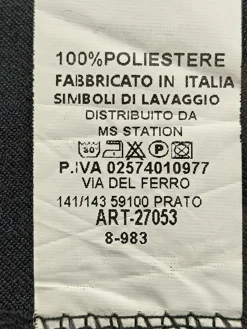 100%POLIESTERE
FABBRICATO IN ITALIA
SIMBOLI DI LAVAGGIO
DISTRIBUITO DA
MS STATION
P.IVA 02574010977
VIA DEL FERRO
141/143 59100 PRATO
ART-27053
8-983